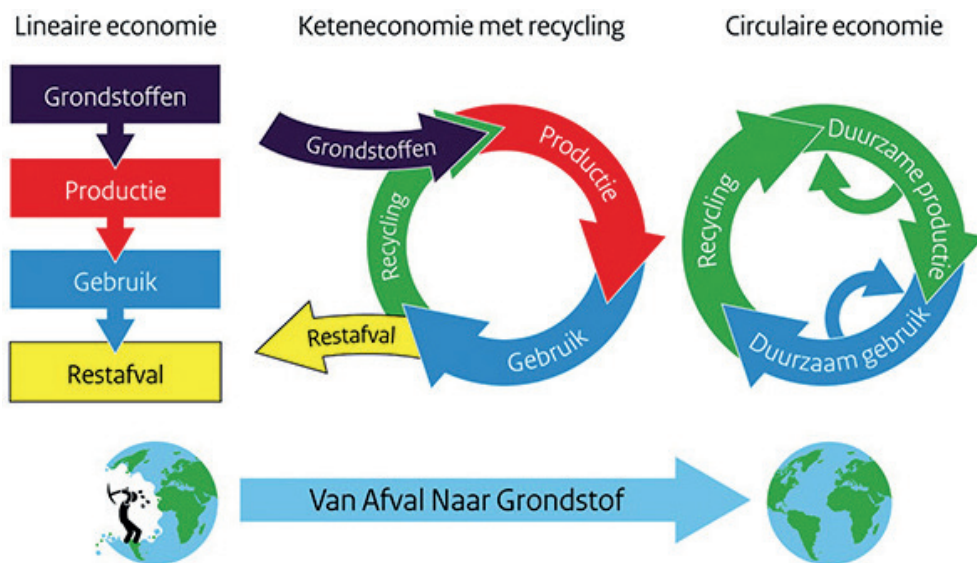 Lineaire economie
Grondstoffen
Productie
Gebruik
Restafval
Keteneconomie met recycling
Grondstoffen
Productie
Recycling
Restafval
Gebruik
Circulaire economie
Duurzame productie
Recycling
Duurzaam gebruik
Van Afval Naar Grondstof